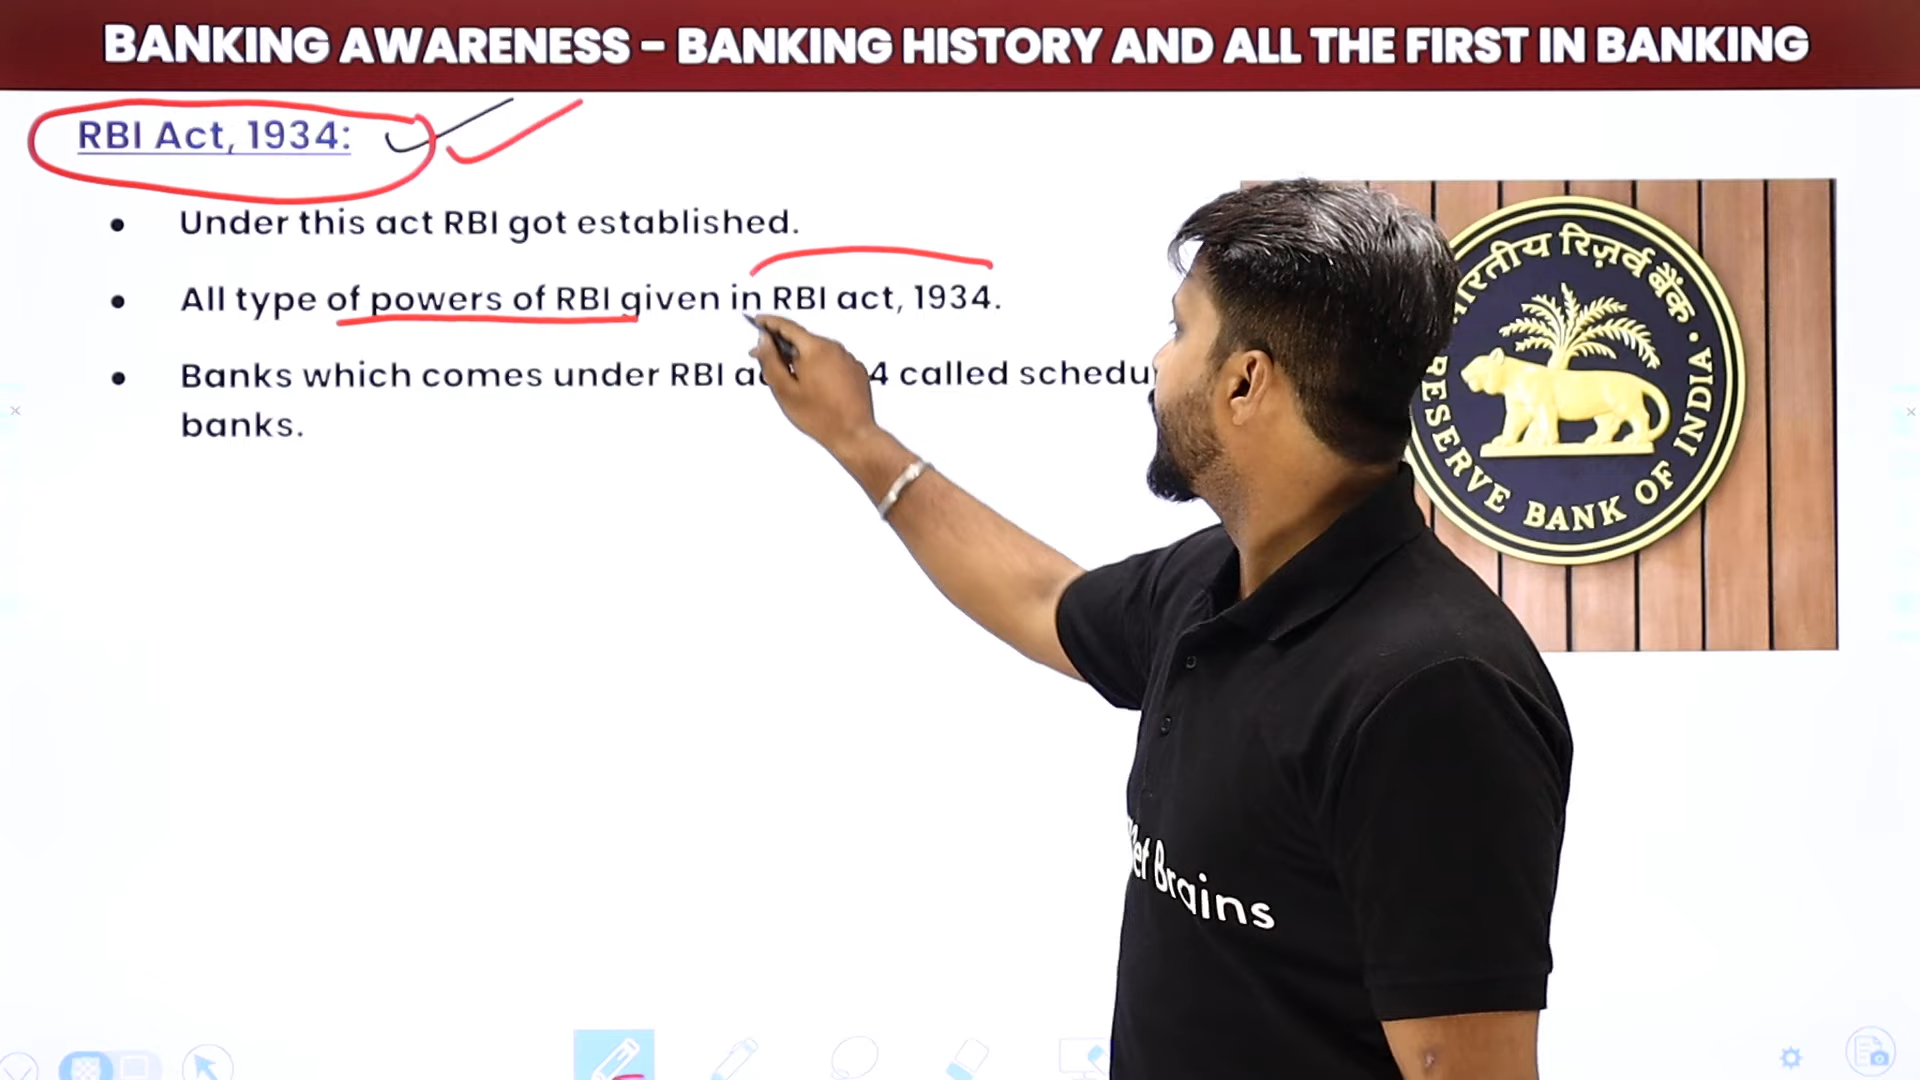 BANKING AWARENESS – BANKING HISTORY AND ALL THE FIRST IN BANKING
RBI Act, 1934:
Under this act RBI got established.
All type of powers of RBI given in RBI act, 1934.
Banks which comes under RBI 4 called
banks.
भारतीय रिज़र्व बैंक
RESERVE BANK OF INDIA
Brains